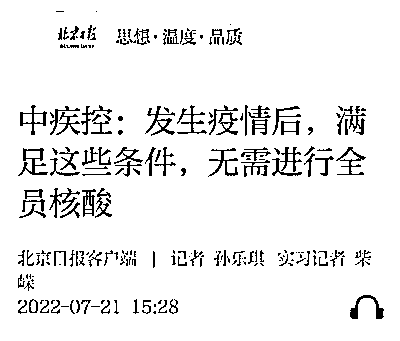 北京日报 思想·温度·品质
中疾控：发生疫情后，满
足这些条件，无需进行全
员核酸
北京日报客户端 | 记者 孙乐琪 实习记者 柴
嵘
2022-07-21 15:28